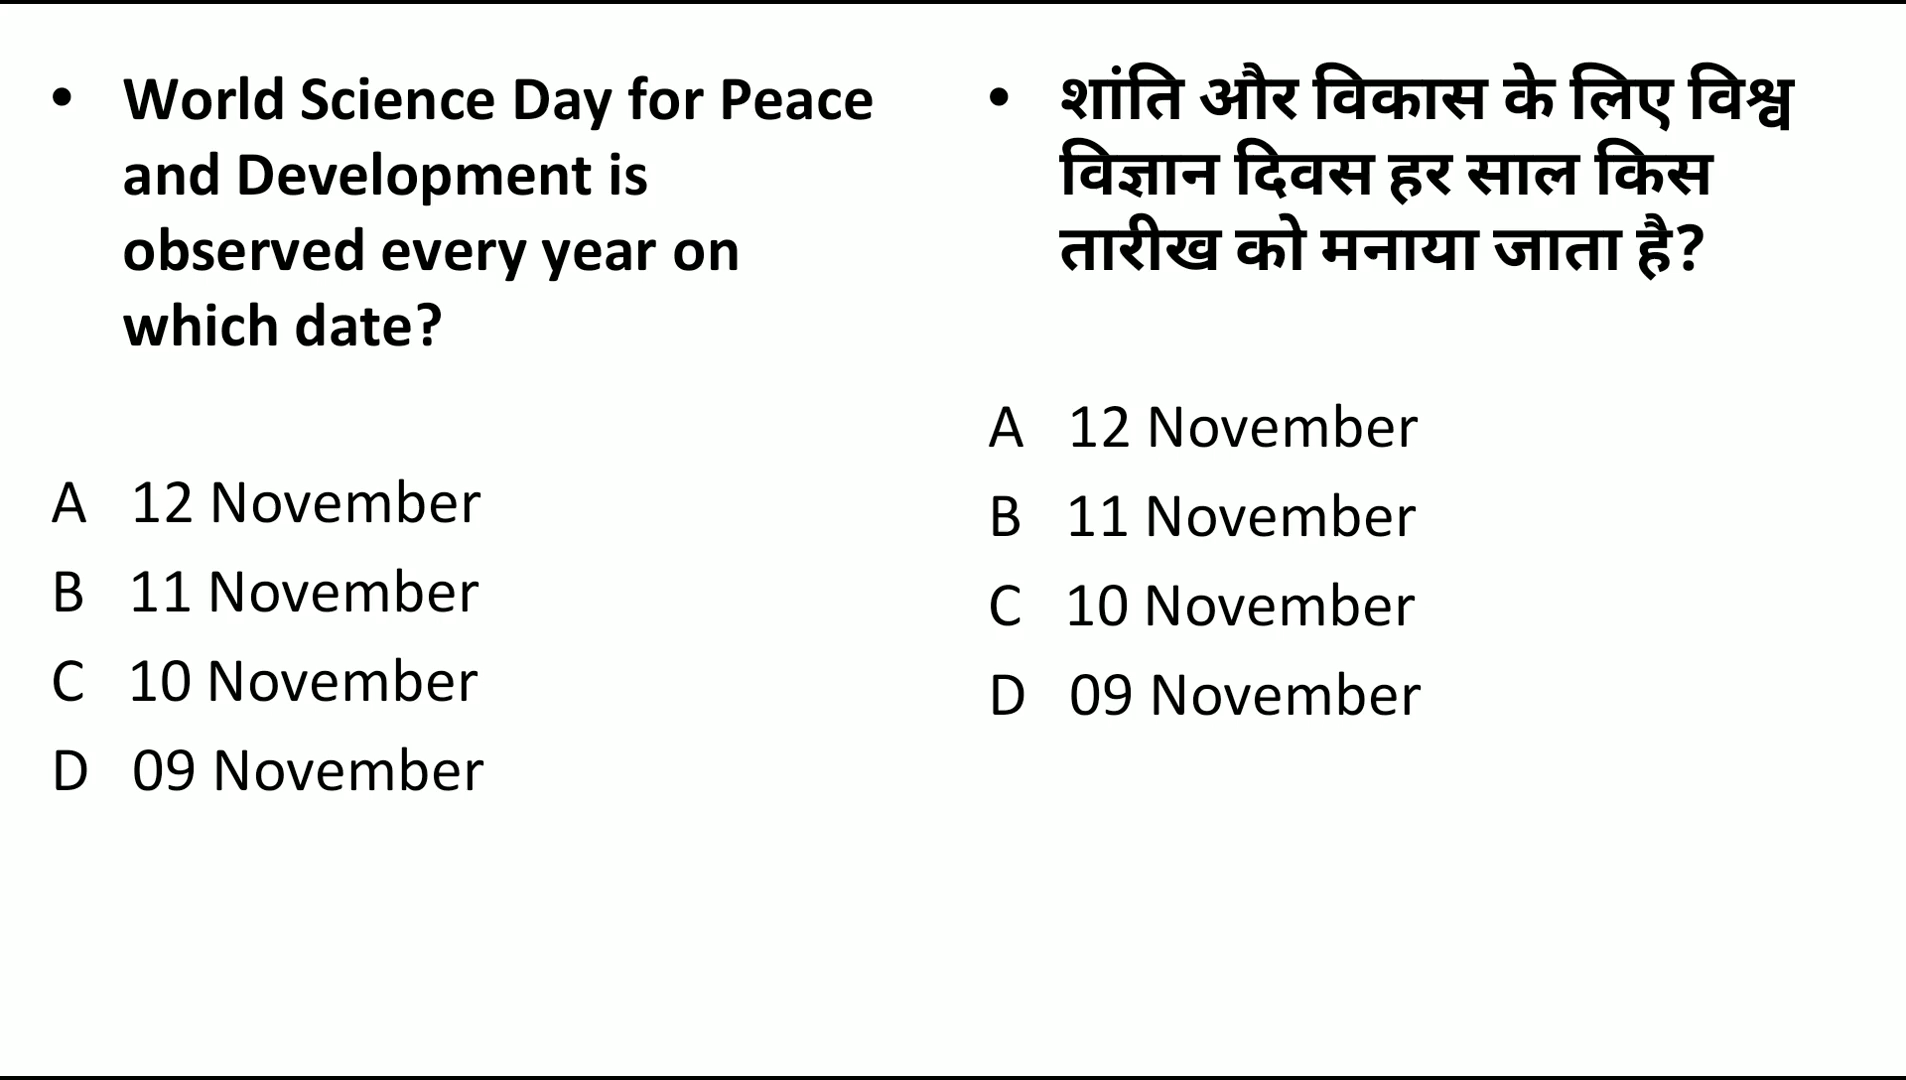 • World Science Day for Peace
and Development is
observed every year on
which date?
A 12 November
B 11 November
C 10 November
D 09 November
• शांति और विकास के लिए विश्व
विज्ञान दिवस हर साल किस
तारीख को मनाया जाता है?
A 12 November
B 11 November
C 10 November
D 09 November